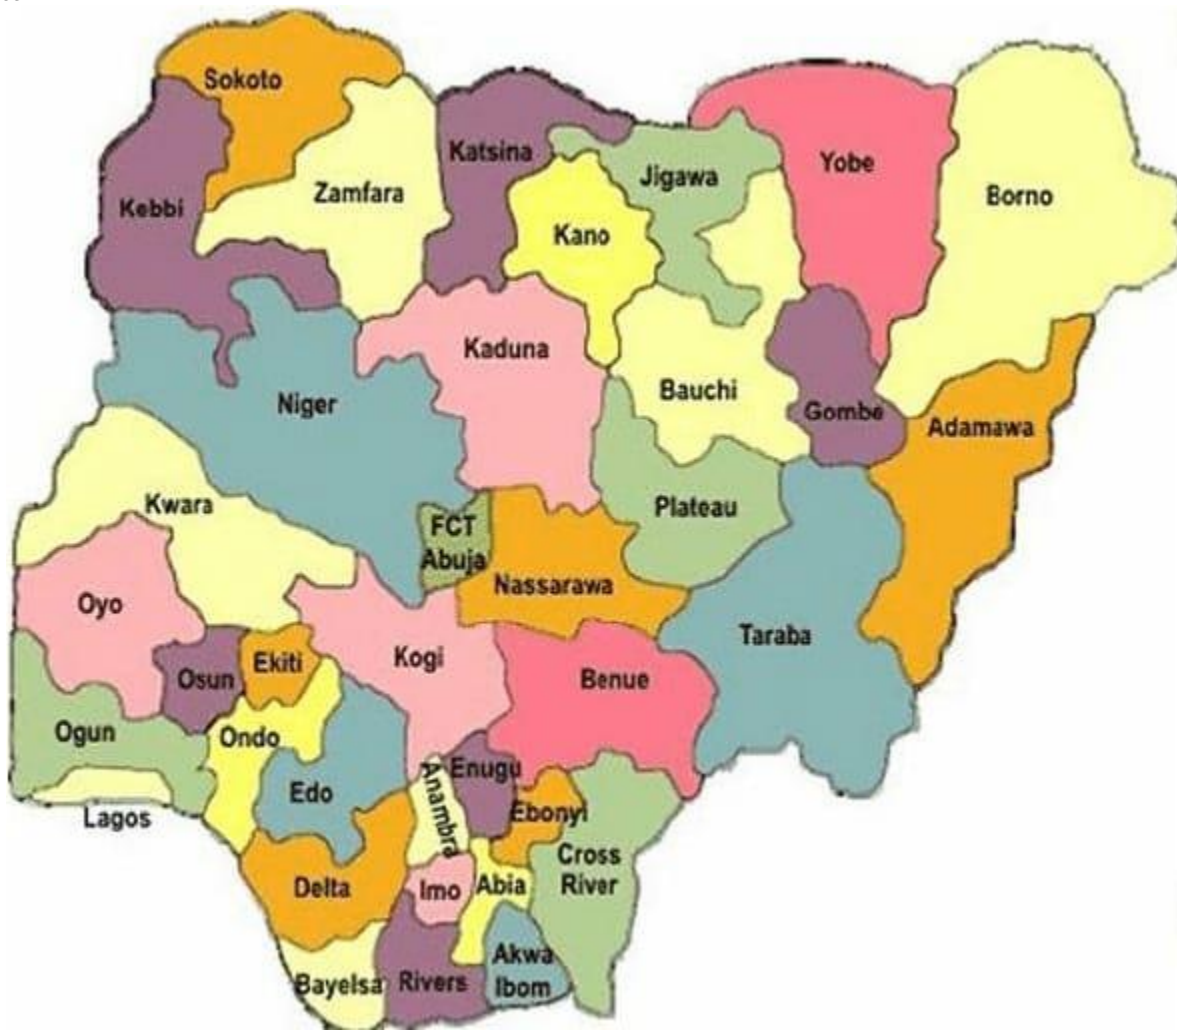 Sokoto
Katsina
Jigawa
Yobe
Borno
Kebbi
Zamfara
Kano
Kaduna
Bauchi
Gombe
Adamawa
Niger
Kwara
FCT
Abuja
Plateau
Nassarawa
Taraba
Oyo
Osun
Ekiti
Kogi
Benue
Ogun
Ondo
Edo
Enugu
Anambra
Ebonyi
Lagos
Delta
Imo
Abia
Cross
River
Bayelsa
Rivers
Akwa
Ibom